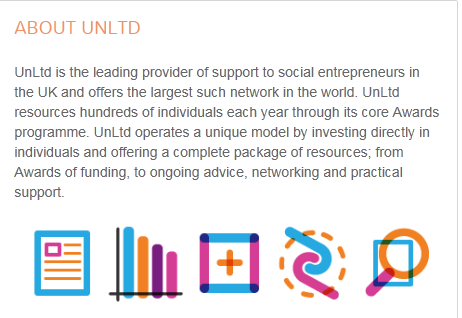 ABOUT UNLTD
UnLtd is the leading provider of support to social entrepreneurs in
the UK and offers the largest such network in the world. UnLtd
resources hundreds of individuals each year through its core Awards
programme. UnLtd operates a unique model by investing directly in
individuals and offering a complete package of resources; from
Awards of funding, to ongoing advice, networking and practical
support.